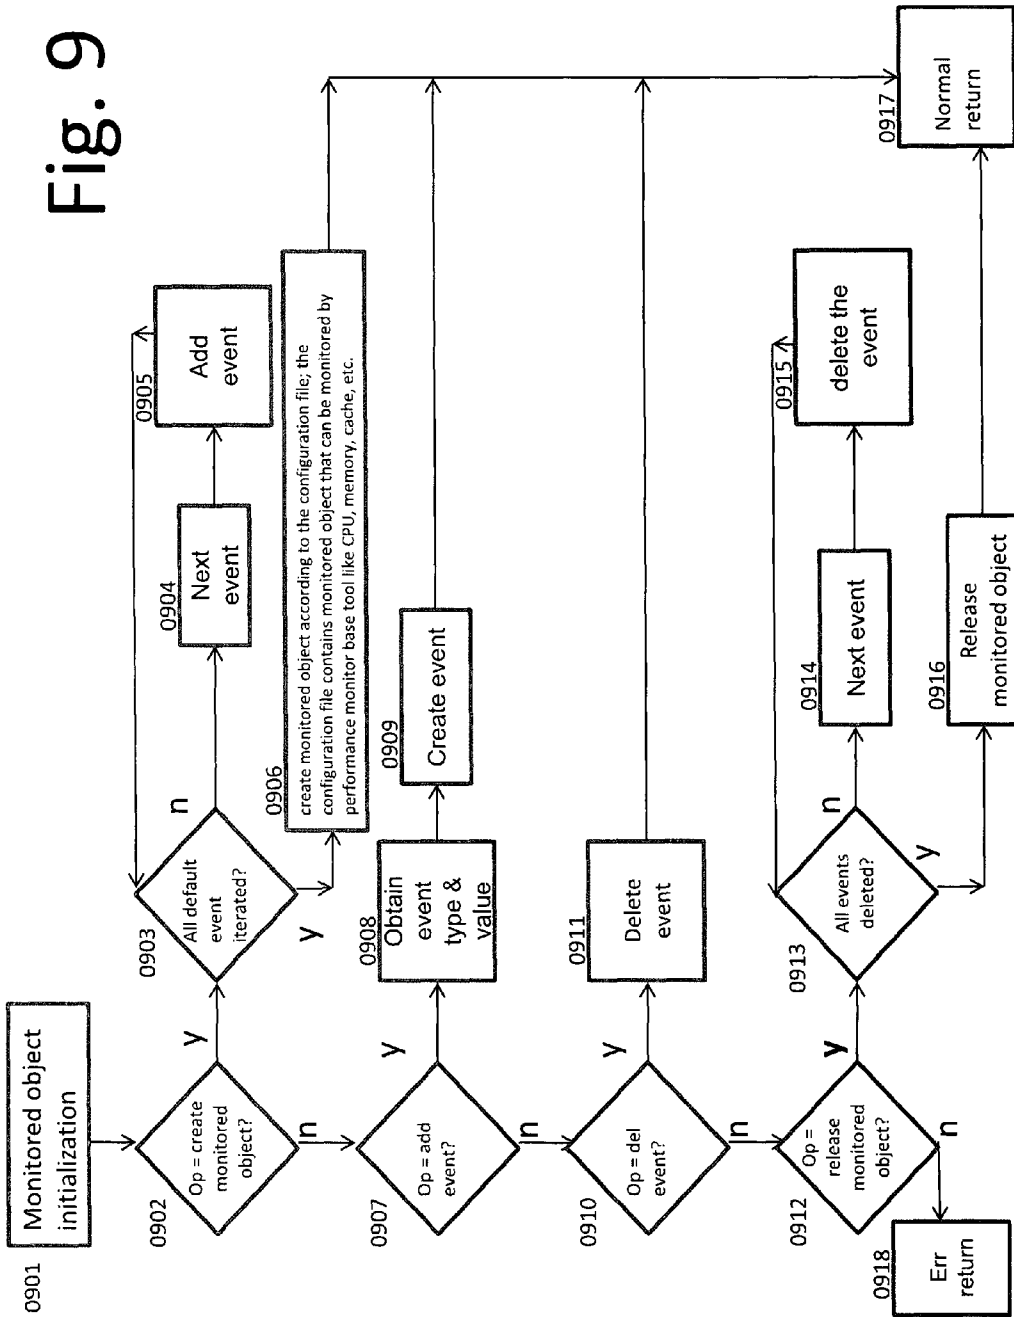 Fig. 9
0901
Monitored object
initialization
0902
Op = create
monitored
object?
y
n
0903
All default
event
iterated?
n
y
0904
Next
event
0905
Add
event
0906
create monitored object according to the configuration file; the
configuration file contains monitored object that can be monitored by
performance monitor base tool like CPU, memory, cache, etc.
0907
Op = add
event?
y
n
0908
Obtain
event
type &
value
0909
Create event
0910
Op = del
event?
y
n
0911
Delete
event
0912
Op =
release
monitored
object?
y
n
0913
All events
deleted?
n
y
0914
Next event
0915
delete the
event
0916
Release
monitored object
0917
Normal
return
0918
Err
return